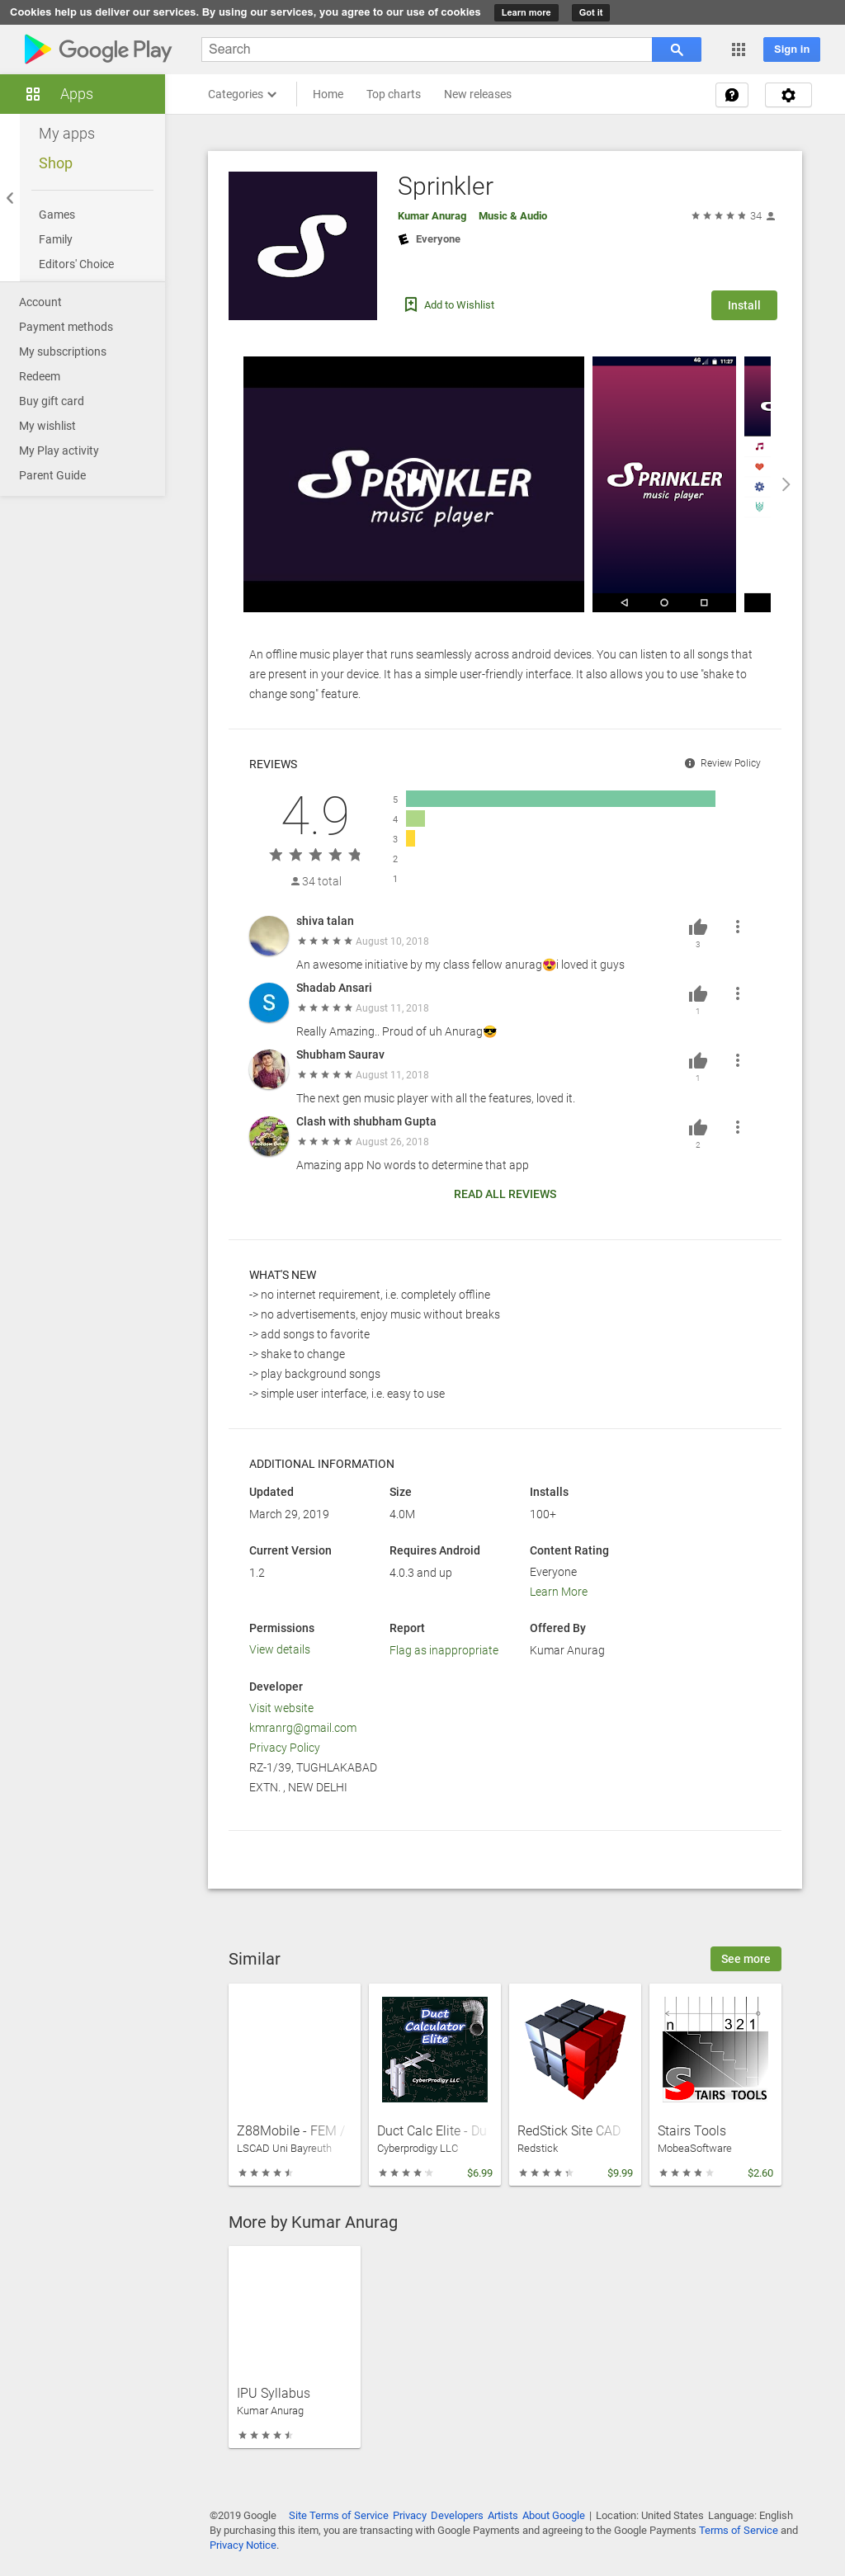 Cookies help us deliver our services. By using our services, you agree to our use of cookies Learn more Got it
Google Play Search Sign in
Apps Categories Home Top charts New releases
My apps
Shop
Games
Family
Editors' Choice
Account
Payment methods
My subscriptions
Redeem
Buy gift card
My wishlist
My Play activity
Parent Guide
S
Sprinkler
Kumar Anurag Music & Audio 34
E Everyone
Add to Wishlist Install
SPRINKLER
music player
4G 11:27
SPRINKLER
music player
An offline music player that runs seamlessly across android devices. You can listen to all songs that
are present in your device. It has a simple user-friendly interface. It also allows you to use "shake to
change song" feature.
REVIEWS Review Policy
4.9
34 total
5
4
3
2
1
shiva talan
August 10, 2018
3
An awesome initiative by my class fellow anurag😍i loved it guys
S
Shadab Ansari
August 11, 2018
1
Really Amazing.. Proud of uh Anurag😎
Shubham Saurav
August 11, 2018
1
The next gen music player with all the features, loved it.
Clash with shubham Gupta
August 26, 2018
2
Amazing app No words to determine that app
READ ALL REVIEWS
WHAT'S NEW
-> no internet requirement, i.e. completely offline
-> no advertisements, enjoy music without breaks
-> add songs to favorite
-> shake to change
-> play background songs
-> simple user interface, i.e. easy to use
ADDITIONAL INFORMATION
Updated Size Installs
March 29, 2019 4.0M 100+
Current Version Requires Android Content Rating
1.2 4.0.3 and up Everyone
Learn More
Permissions Report Offered By
View details Flag as inappropriate Kumar Anurag
Developer
Visit website
kmranrg@gmail.com
Privacy Policy
RZ-1/39, TUGHLAKABAD
EXTN. , NEW DELHI
Similar See more
Duct
Calculator
Elite
CyberProdigy LLC
n 3 2 1
STAIRS TOOLS
Z88Mobile - FEM / Duct Calc Elite - Du RedStick Site CAD Stairs Tools
LSCAD Uni Bayreuth Cyberprodigy LLC Redstick MobeaSoftware
$6.99 $9.99 $2.60
More by Kumar Anurag
IPU Syllabus
Kumar Anurag
©2019 Google Site Terms of Service Privacy Developers Artists About Google | Location: United States Language: English
By purchasing this item, you are transacting with Google Payments and agreeing to the Google Payments Terms of Service and
Privacy Notice.